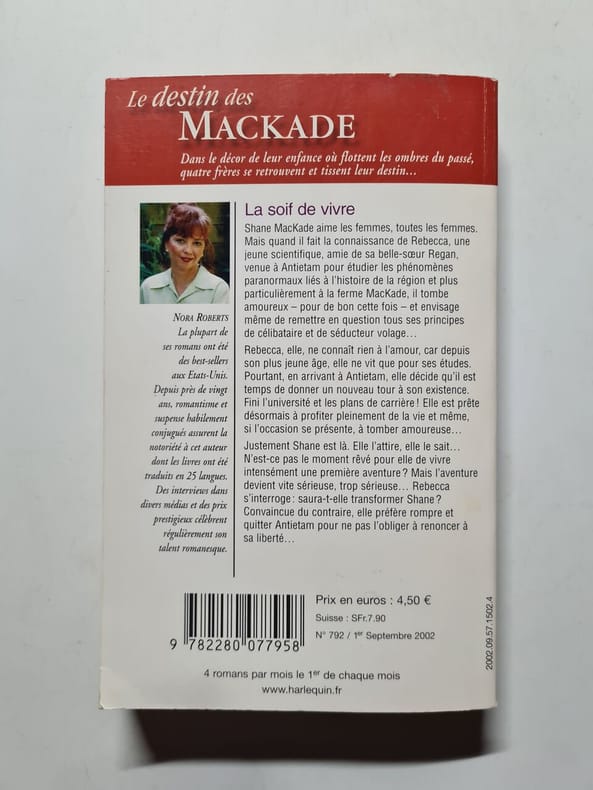 Le destin des
MACKADE
Dans le décor de leur enfance où flottent les ombres du passé,
quatre frères se retrouvent et tissent leur destin…
NORA ROBERTS
La plupart de
ses romans ont été
des best-sellers
aux Etats-Unis.
Depuis près de vingt
ans, romantisme et
suspense habilement
conjugués assurent la
notoriété à cet auteur
dont les livres ont été
traduits en 25 langues.
Des interviews dans
divers médias et des prix
prestigieux célèbrent
régulièrement son
talent romanesque.
La soif de vivre
Shane MacKade aime les femmes, toutes les femmes.
Mais quand il fait la connaissance de Rebecca, une
jeune scientifique, amie de sa belle-sœur Regan,
venue à Antietam pour étudier les phénomènes
paranormaux liés à l'histoire de la région et plus
particulièrement à la ferme MacKade, il tombe
amoureux – pour de bon cette fois – et envisage
même de remettre en question tous ses principes
de célibataire et de séducteur volage…
Rebecca, elle, ne connaît rien à l'amour, car depuis
son plus jeune âge, elle ne vit que pour ses études.
Pourtant, en arrivant à Antietam, elle décide qu'il est
temps de donner un nouveau tour à son existence.
Fini l'université et les plans de carrière ! Elle est prête
désormais à profiter pleinement de la vie et même,
si l'occasion se présente, à tomber amoureuse…
Justement Shane est là. Elle l'attire, elle le sait…
N'est-ce pas le moment rêvé pour elle de vivre
intensément une première aventure ? Mais l'aventure
devient vite sérieuse, trop sérieuse… Rebecca
s'interroge : saura-t-elle transformer Shane ?
Convaincue du contraire, elle préfère rompre et
quitter Antietam pour ne pas l'obliger à renoncer à
sa liberté…
9 782280 077958
Prix en euros : 4,50 €
Suisse : SFr.7.90
N° 792 / 1er Septembre 2002
4 romans par mois le 1er de chaque mois
www.harlequin.fr
2002.09.57.1502.4